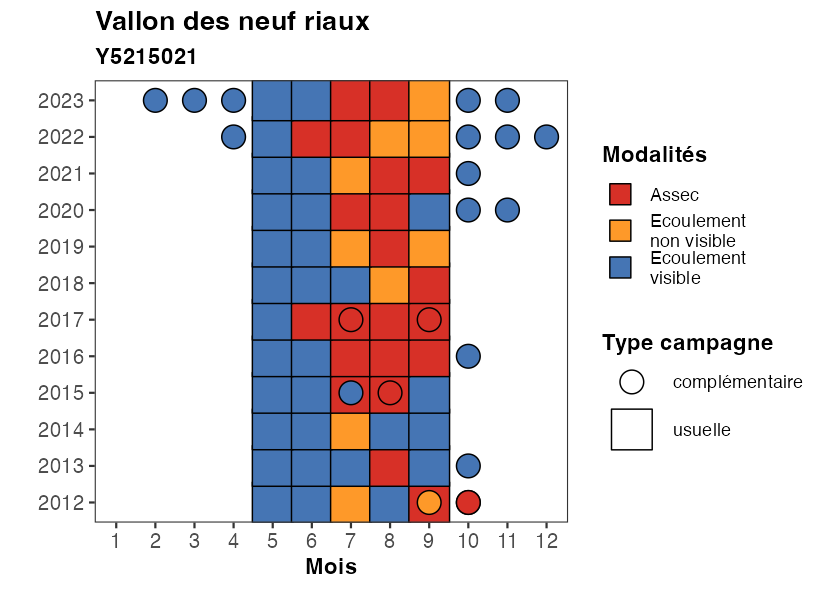 Vallon des neuf riaux
Y5215021
2023
2022
2021
2020
2019
2018
2017
2016
2015
2014
2013
2012
1 2 3 4 5 6 7 8 9 10 11 12
Mois
Modalités
Assec
Ecoulement
non visible
Ecoulement
visible
Type campagne
complémentaire
usuelle